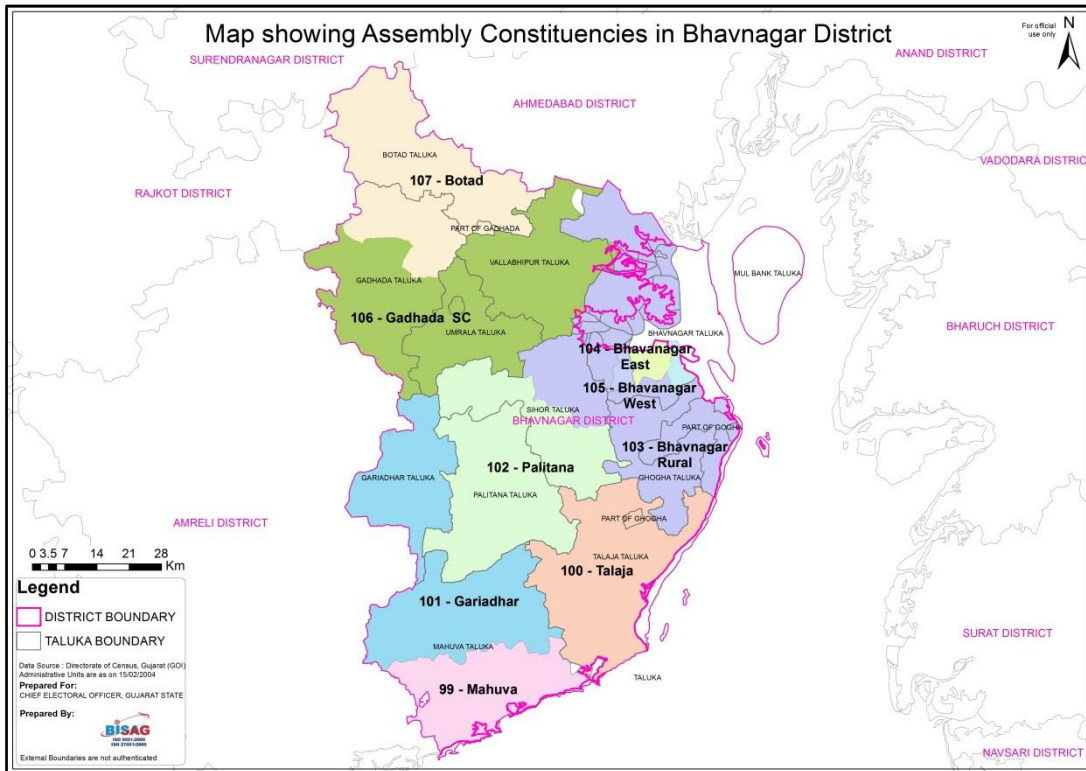 Map showing Assembly Constituencies in Bhavnagar District
For official
use only
N
SURENDRANAGAR DISTRICT
ANAND DISTRICT
AHMEDABAD DISTRICT
VADODARA DISTRIC
BOTAD TALUKA
107 - Botad
RAJKOT DISTRICT
PART OF GADHADA
VALLABHIPUR TALUKA
GADHADA TALUKA
MUL BANK TALUKA
106 - Gadhada SC
UMRALA TALUKA
BHAVNAGAR TALUKA
BHARUCH DISTRICT
104 - Bhavanagar
East
105 - Bhavanagar
West
SIHOR TALUKA
BHAVNAGAR DISTRICT
PART OF GOGHA
103 - Bhavnagar
Rural
102 - Palitana
GARIADHAR TALUKA
GHOGHA TALUKA
PALITANA TALUKA
AMRELI DISTRICT
PART OF GHOGHA
TALAJA TALUKA
100 - Talaja
101 - Gariadhar
MAHUVA TALUKA
SURAT DISTRICT
TALUKA
99 - Mahuva
NAVSARI DISTRICT
0 3.5 7 14 21 28
Km
Legend
DISTRICT BOUNDARY
TALUKA BOUNDARY
Data Source : Directorate of Census, Gujarat (GOI)
Administrative Units are as on 15/02/2004
Prepared For:
CHIEF ELECTORAL OFFICER, GUJARAT STATE
Prepared By:
BISAG
ISO 9001:2008
ISO 27001:2005
External Boundaries are not authenticated